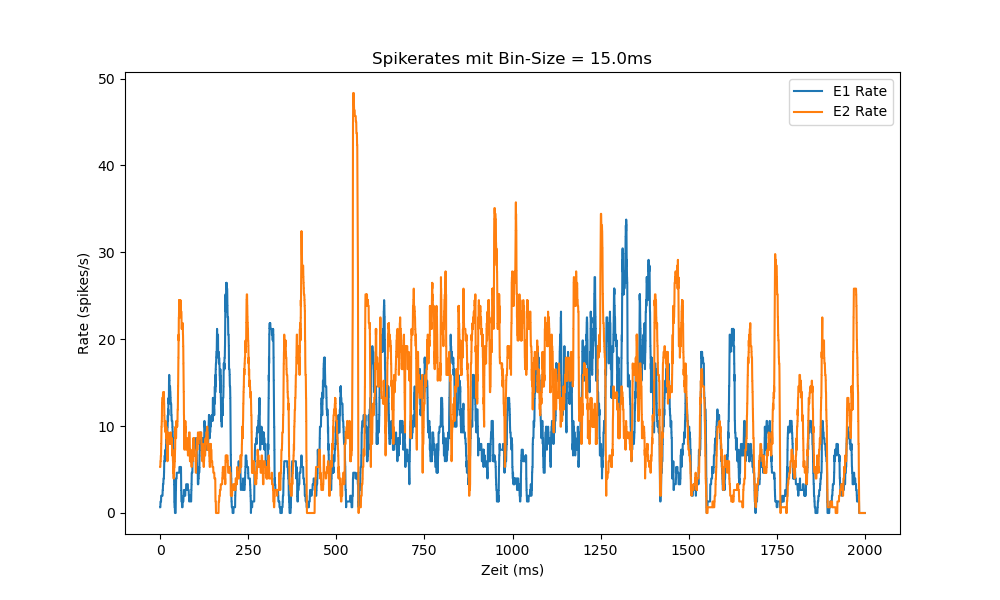 Spikerates mit Bin-Size = 15.0ms
E1 Rate
E2 Rate
Rate (spikes/s)
50
40
30
20
10
0
0 250 500 750 1000 1250 1500 1750 2000
Zeit (ms)